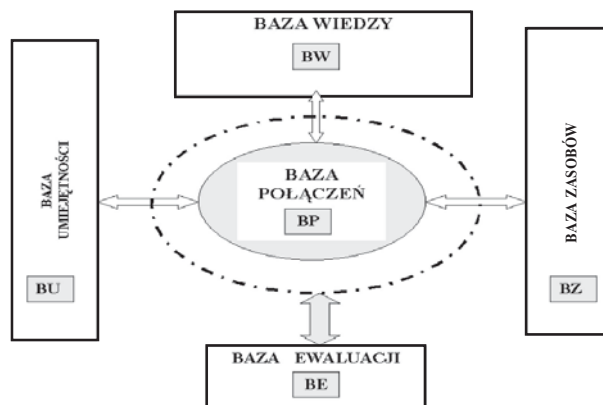 BAZA WIEDZY
BW
BAZA
UMIEJĘTNOŚCI
BU
BAZA
POŁĄCZEŃ
BP
BAZA ZASOBÓW
BZ
BAZA EWALUACJI
BE